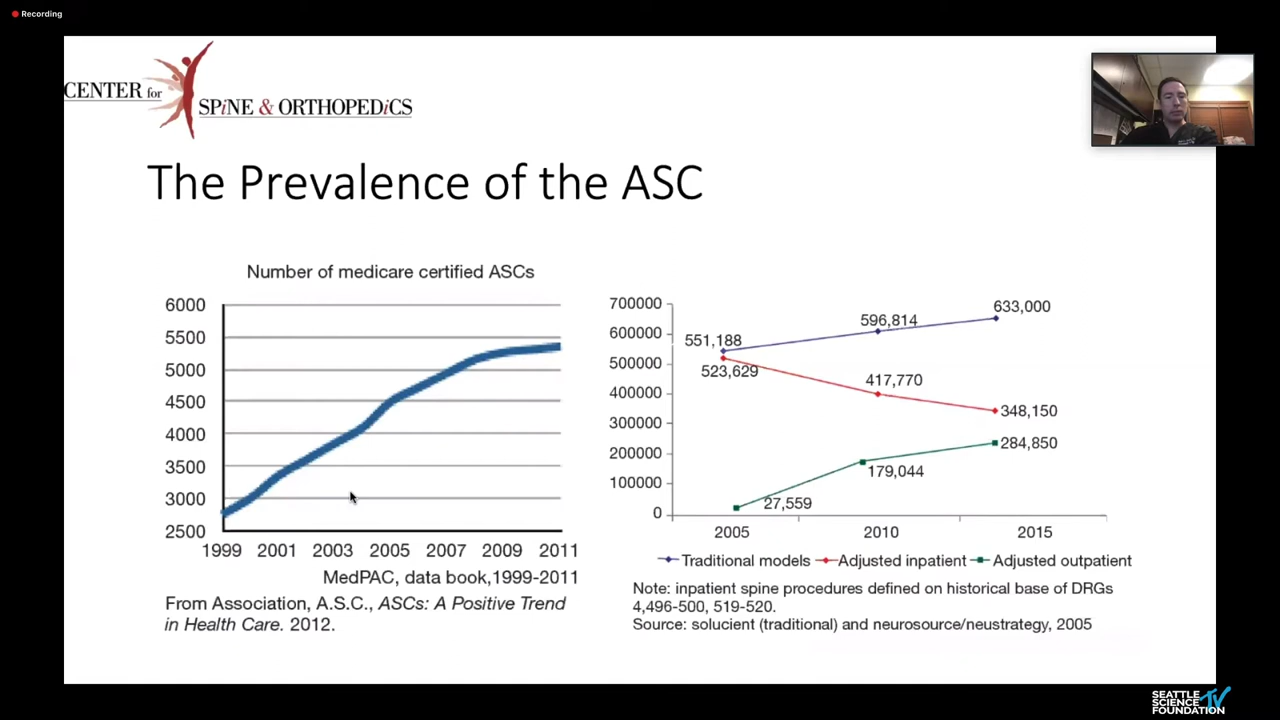 Recording
CENTER for
SPiNE & ORTHOPEDiCS
The Prevalence of the ASC
Number of medicare certified ASCs
6000
5500
5000
4500
4000
3500
3000
2500
1999 2001 2003 2005 2007 2009 2011
MedPAC, data book,1999-2011
From Association, A.S.C., ASCs: A Positive Trend
in Health Care. 2012.
700000
600000
500000
400000
300000
200000
100000
0
551,188
596,814
633,000
523,629
417,770
348,150
27,559
179,044
284,850
2005 2010 2015
Traditional models Adjusted inpatient Adjusted outpatient
Note: inpatient spine procedures defined on historical base of DRGs
4,496-500, 519-520.
Source: solucient (traditional) and neurosource/neustrategy, 2005
SEATTLE
SCIENCE
FOUNDATION
TV